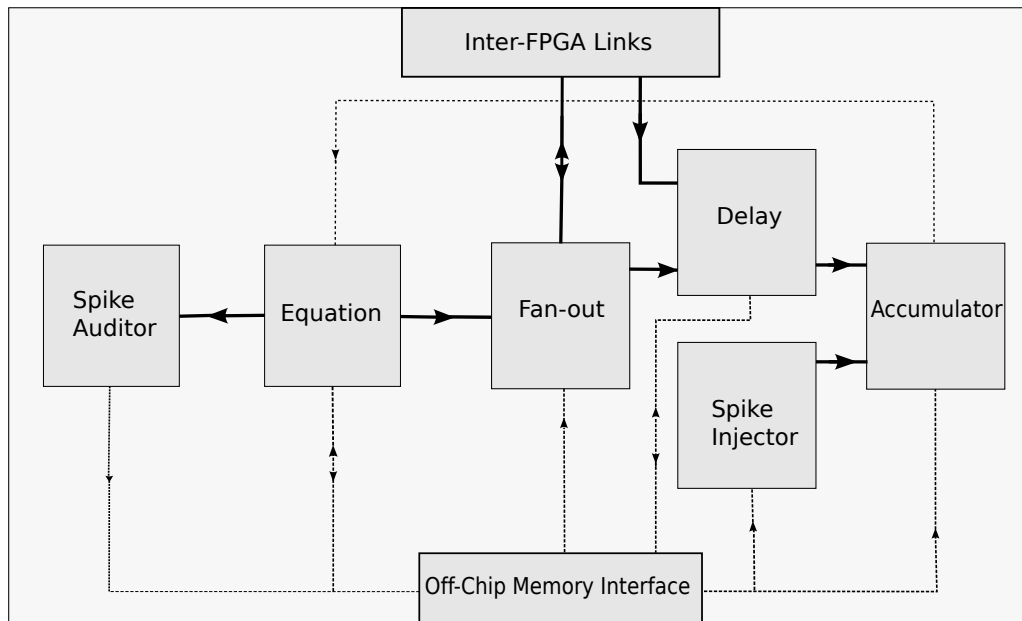 Inter-FPGA Links
Delay
Spike
Auditor
Equation
Fan-out
Accumulator
Spike
Injector
Off-Chip Memory Interface